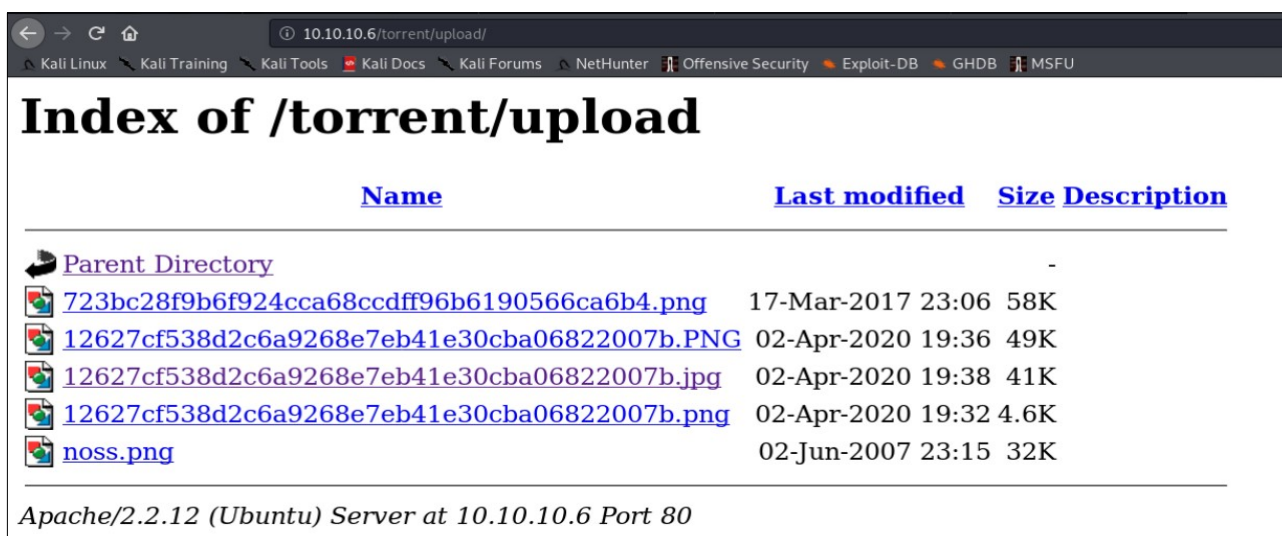 10.10.10.6/torrent/upload/
Kali Linux Kali Training Kali Tools Kali Docs Kali Forums NetHunter Offensive Security Exploit-DB GHDB MSFU
Index of /torrent/upload
Name Last modified Size Description
Parent Directory -
723bc28f9b6f924cca68ccdff96b6190566ca6b4.png 17-Mar-2017 23:06 58K
12627cf538d2c6a9268e7eb41e30cba06822007b.PNG 02-Apr-2020 19:36 49K
12627cf538d2c6a9268e7eb41e30cba06822007b.jpg 02-Apr-2020 19:38 41K
12627cf538d2c6a9268e7eb41e30cba06822007b.png 02-Apr-2020 19:32 4.6K
noss.png 02-Jun-2007 23:15 32K
Apache/2.2.12 (Ubuntu) Server at 10.10.10.6 Port 80